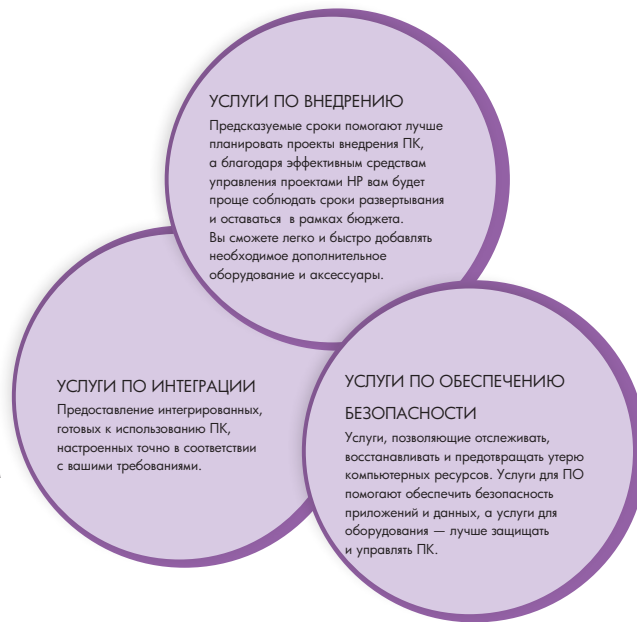 УСЛУГИ ПО ВНЕДРЕНИЮ
Предсказуемые сроки помогают лучше
планировать проекты внедрения ПК,
а благодаря эффективным средствам
управления проектами HP вам будет
проще соблюдать сроки развертывания
и оставаться в рамках бюджета.
Вы сможете легко и быстро добавлять
необходимое дополнительное
оборудование и аксессуары.
УСЛУГИ ПО ИНТЕГРАЦИИ
Предоставление интегрированных,
готовых к использованию ПК,
настроенных точно в соответствии
с вашими требованиями.
УСЛУГИ ПО ОБЕСПЕЧЕНИЮ
БЕЗОПАСНОСТИ
Услуги, позволяющие отслеживать,
восстанавливать и предотвращать утерю
компьютерных ресурсов. Услуги для ПО
помогают обеспечить безопасность
приложений и данных, а услуги для
оборудования — лучше защищать
и управлять ПК.